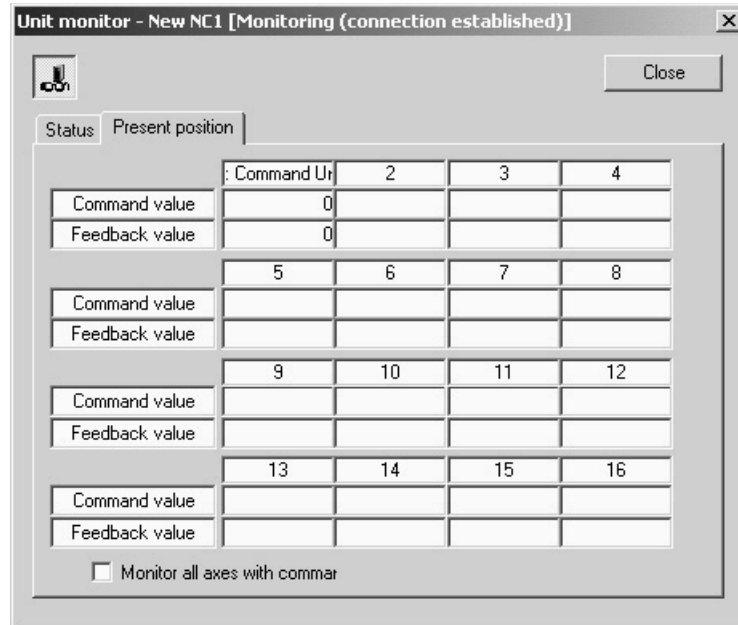 Unit monitor - New NC1 [Monitoring (connection established)]
Close
Status Present position
: Command Ur 2 3 4
Command value 0
Feedback value 0
5 6 7 8
Command value
Feedback value
9 10 11 12
Command value
Feedback value
13 14 15 16
Command value
Feedback value
Monitor all axes with commar